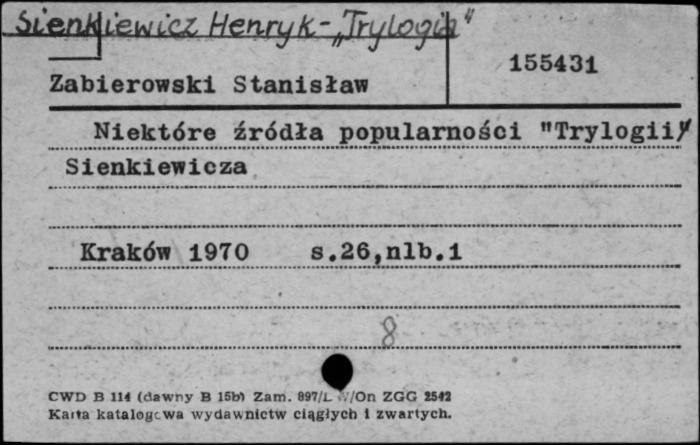 Sienkiewicz Henryk - „Trylogia"
155431
Zabierowski Stanisław
Niektóre źródła popularności "Trylogii"
Sienkiewicza
Kraków 1970 s.26,nlb.1
8
CWD B 114 (dawny B 15b) Zam. 897/L /On ZGG 2542
Karta katalogowa wydawnictw ciągłych i zwartych.